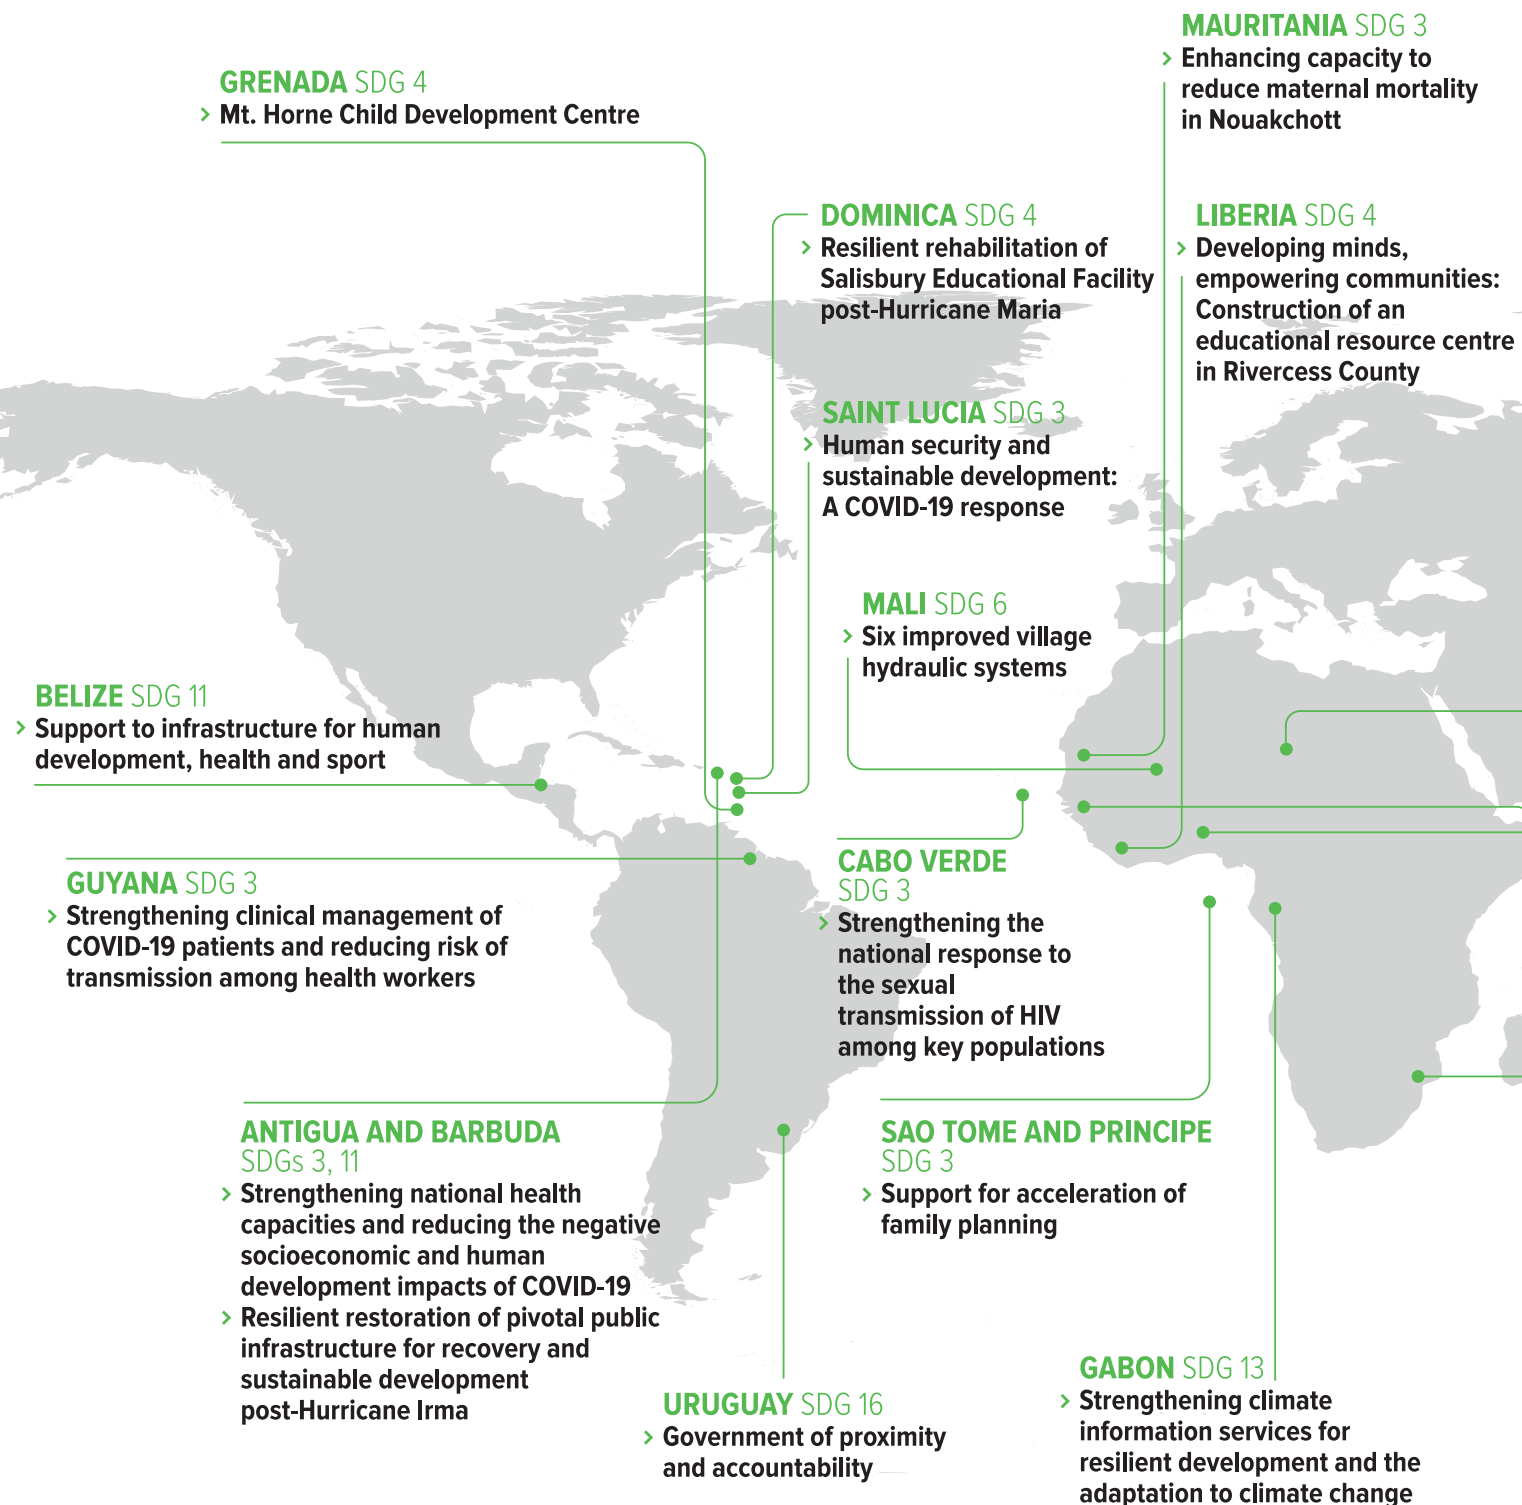 MAURITANIA SDG 3
> Enhancing capacity to
reduce maternal mortality
in Nouakchott
GRENADA SDG 4
> Mt. Horne Child Development Centre
DOMINICA SDG 4
> Resilient rehabilitation of
Salisbury Educational Facility
post-Hurricane Maria
LIBERIA SDG 4
> Developing minds,
empowering communities:
Construction of an
educational resource centre
in Rivercess County
SAINT LUCIA SDG 3
> Human security and
sustainable development:
A COVID-19 response
MALI SDG 6
> Six improved village
hydraulic systems
BELIZE SDG 11
> Support to infrastructure for human
development, health and sport
GUYANA SDG 3
> Strengthening clinical management of
COVID-19 patients and reducing risk of
transmission among health workers
CABO VERDE
SDG 3
> Strengthening the
national response to
the sexual
transmission of HIV
among key populations
ANTIGUA AND BARBUDA
SDGs 3, 11
> Strengthening national health
capacities and reducing the negative
socioeconomic and human
development impacts of COVID-19
> Resilient restoration of pivotal public
infrastructure for recovery and
sustainable development
post-Hurricane Irma
SAO TOME AND PRINCIPE
SDG 3
> Support for acceleration of
family planning
URUGUAY SDG 16
> Government of proximity
and accountability
GABON SDG 13
> Strengthening climate
information services for
resilient development and the
adaptation to climate change